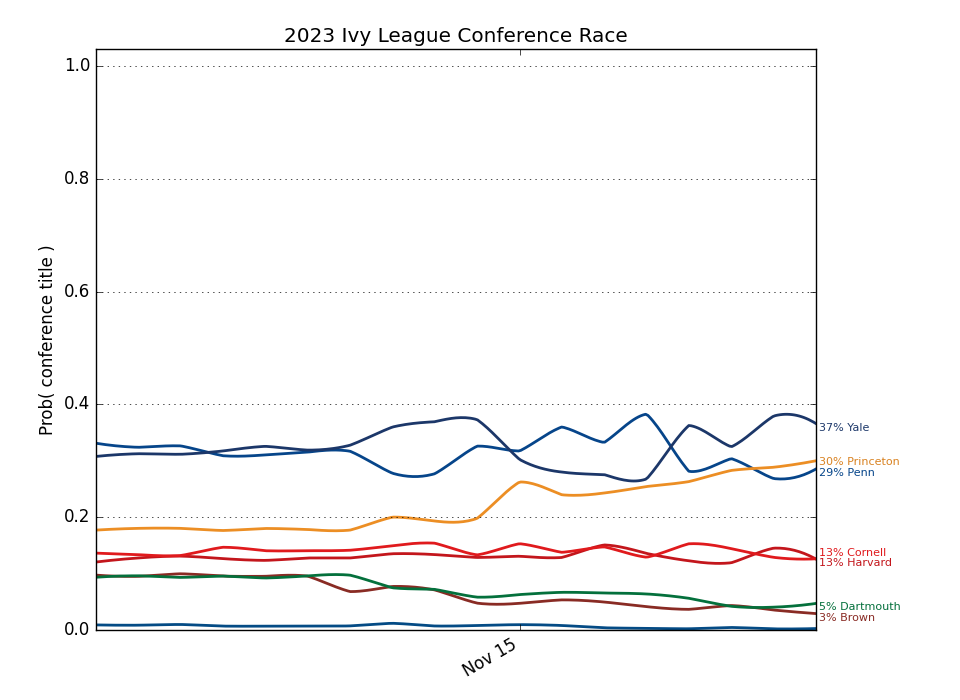 2023 Ivy League Conference Race
Prob( conference title )
1.0
0.8
0.6
0.4
0.2
0.0
Nov 15
37% Yale
30% Princeton
29% Penn
13% Cornell
13% Harvard
5% Dartmouth
3% Brown